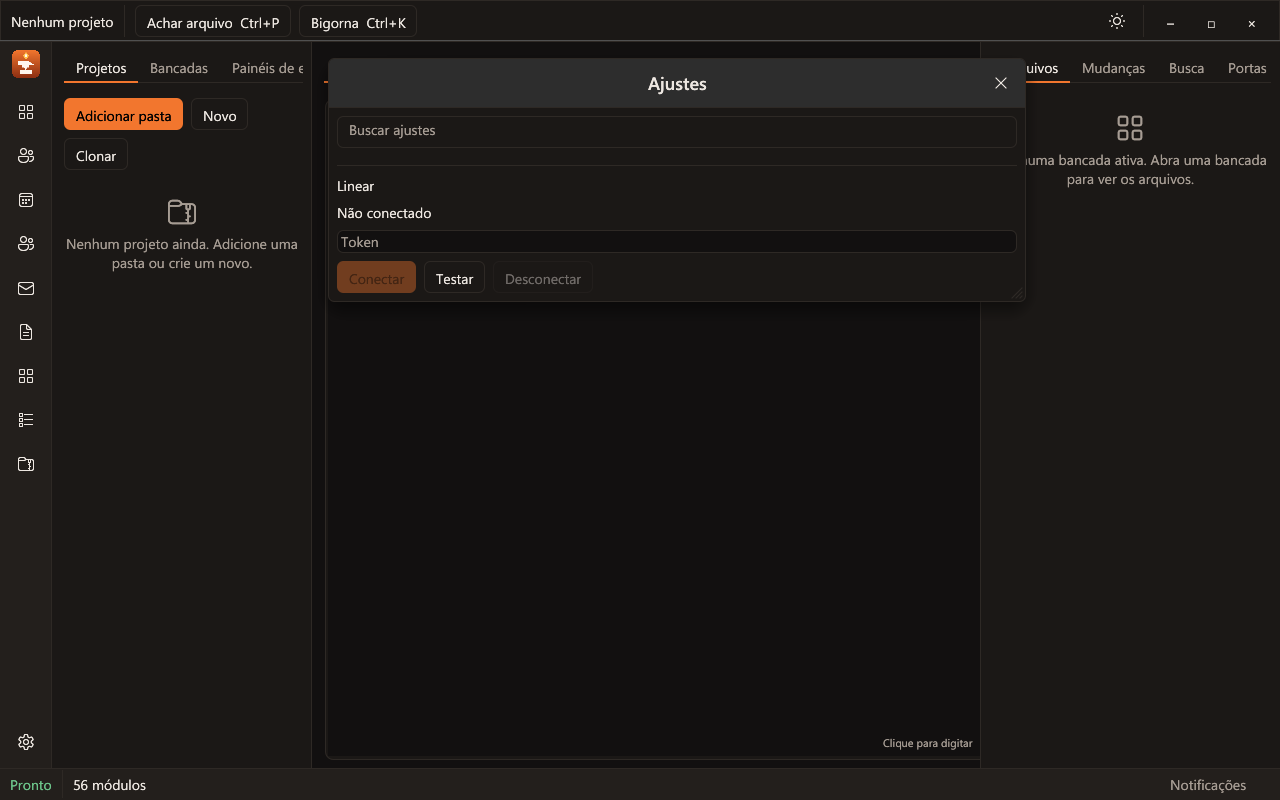 Nenhum projeto
Achar arquivo Ctrl+P
Bigorna Ctrl+K
Projetos
Bancadas
Painéis de e
Adicionar pasta
Novo
Clonar
Nenhum projeto ainda. Adicione uma
pasta ou crie um novo.
Ajustes
Buscar ajustes
Linear
Não conectado
Token
Conectar
Testar
Desconectar
Clique para digitar
uivos
Mudanças
Busca
Portas
uma bancada ativa. Abra uma bancada
para ver os arquivos.
Pronto
56 módulos
Notificações